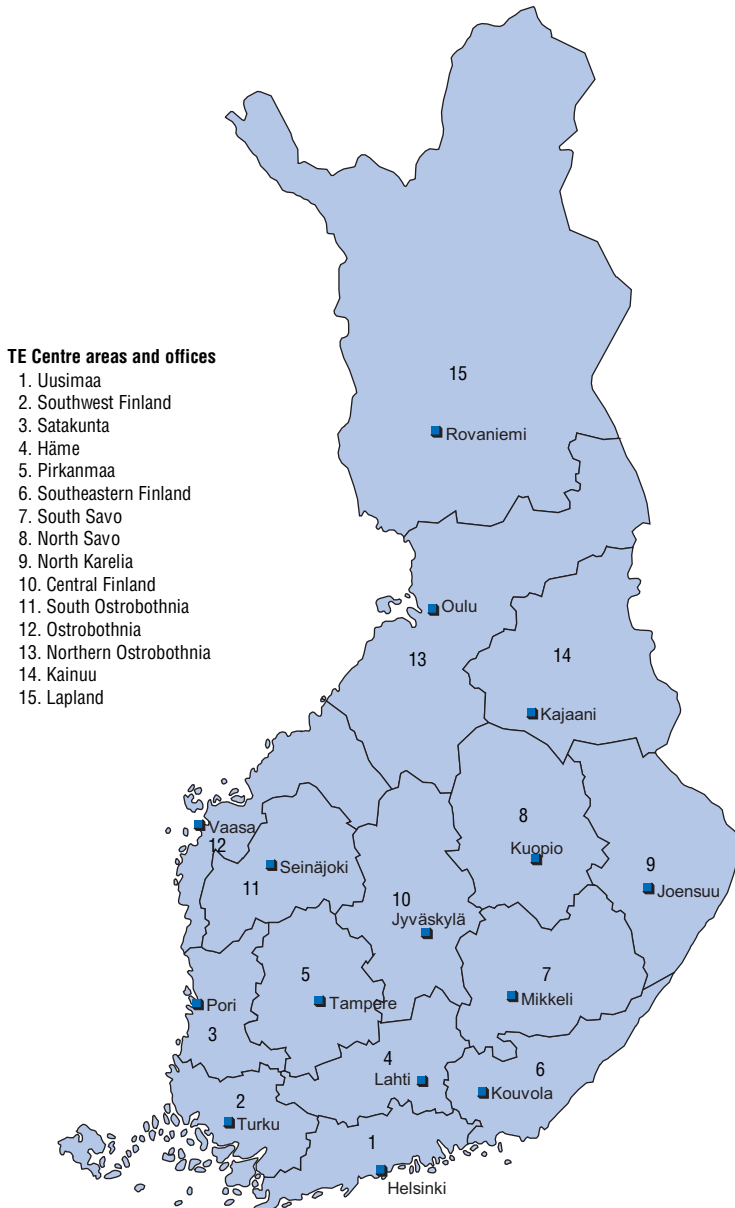 TE Centre areas and offices
1. Uusimaa
2. Southwest Finland
3. Satakunta
4. Häme
5. Pirkanmaa
6. Southeastern Finland
7. South Savo
8. North Savo
9. North Karelia
10. Central Finland
11. South Ostrobothnia
12. Ostrobothnia
13. Northern Ostrobothnia
14. Kainuu
15. Lapland
15
Rovaniemi
Oulu
13
14
Kajaani
8
Kuopio
Vaasa
12
Seinäjoki
11
9
Joensuu
10
Jyväskylä
5
Tampere
7
Mikkeli
Pori
3
4
Lahti
6
Kouvola
2
Turku
1
Helsinki